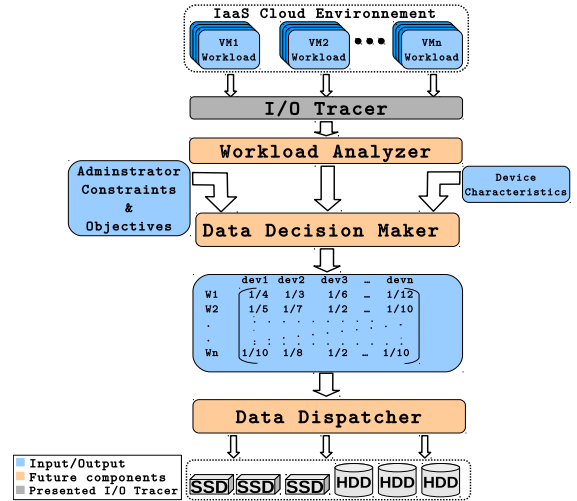 IaaS Cloud Environnement
VM1 VM2 VMn
Workload Workload Workload
I/O Tracer
Workload Analyzer
Adminstrator
Constraints
&
Objectives
Device
Characteristics
Data Decision Maker
dev1 dev2 dev3 … devn
W1 1/4 1/3 1/6 … 1/12
W2 1/5 1/7 1/2 … 1/10
. . . . . . . . . . . .
. . . . . . . . . . .
Wn 1/10 1/8 1/2 … 1/10
Data Dispatcher
SSD SSD SSD HDD HDD HDD
Input/Output
Future components
Presented I/O Tracer